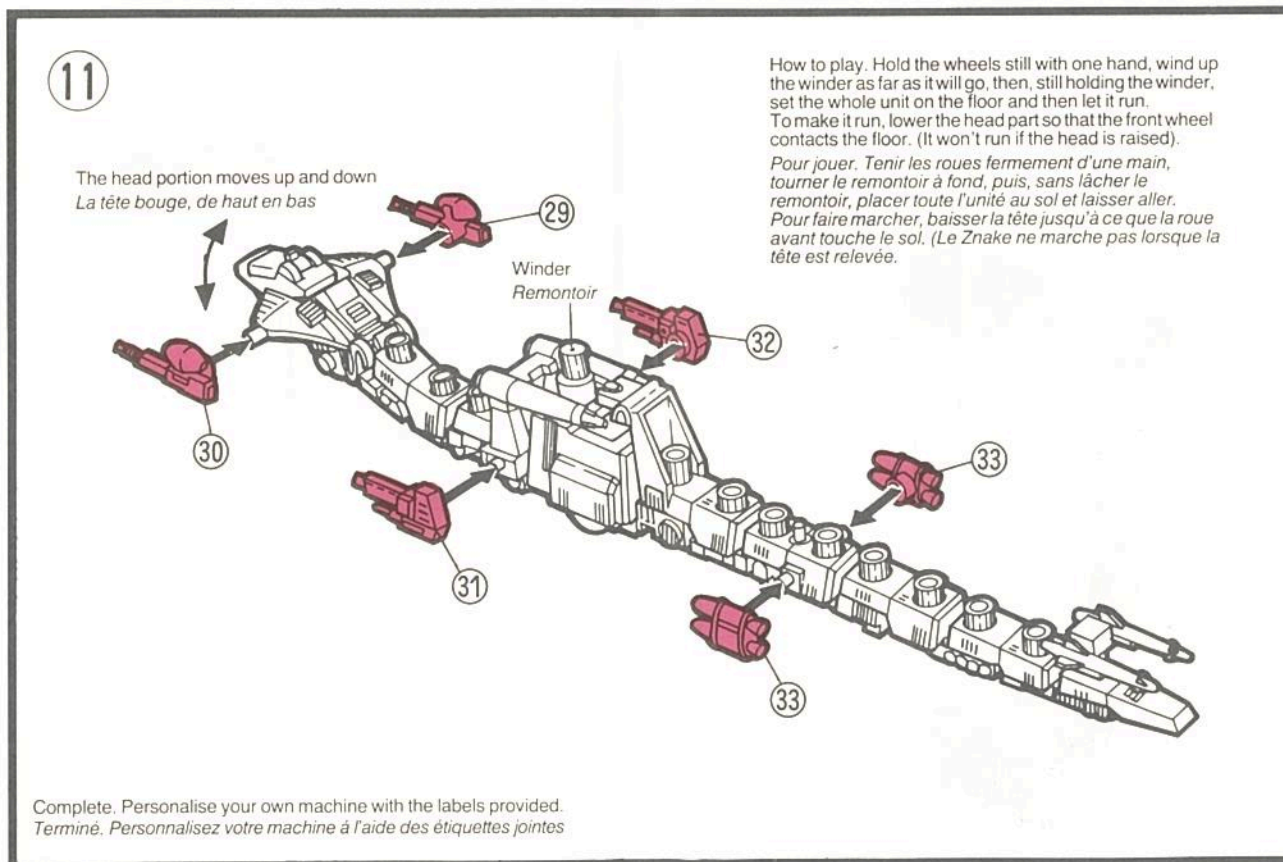 11
How to play. Hold the wheels still with one hand, wind up
the winder as far as it will go, then, still holding the winder,
set the whole unit on the floor and then let it run.
To make it run, lower the head part so that the front wheel
contacts the floor. (It won't run if the head is raised).
Pour jouer. Tenir les roues fermement d'une main,
tourner le remontoir à fond, puis, sans lâcher le
remontoir, placer toute l'unité au sol et laisser aller.
Pour faire marcher, baisser la tête jusqu'à ce que la roue
avant touche le sol. (Le Znake ne marche pas lorsque la
tête est relevée.
The head portion moves up and down
La tête bouge, de haut en bas
29
Winder
Remontoir
32
30
33
31
33
Complete. Personalise your own machine with the labels provided.
Terminé. Personnalisez votre machine à l'aide des étiquettes jointes